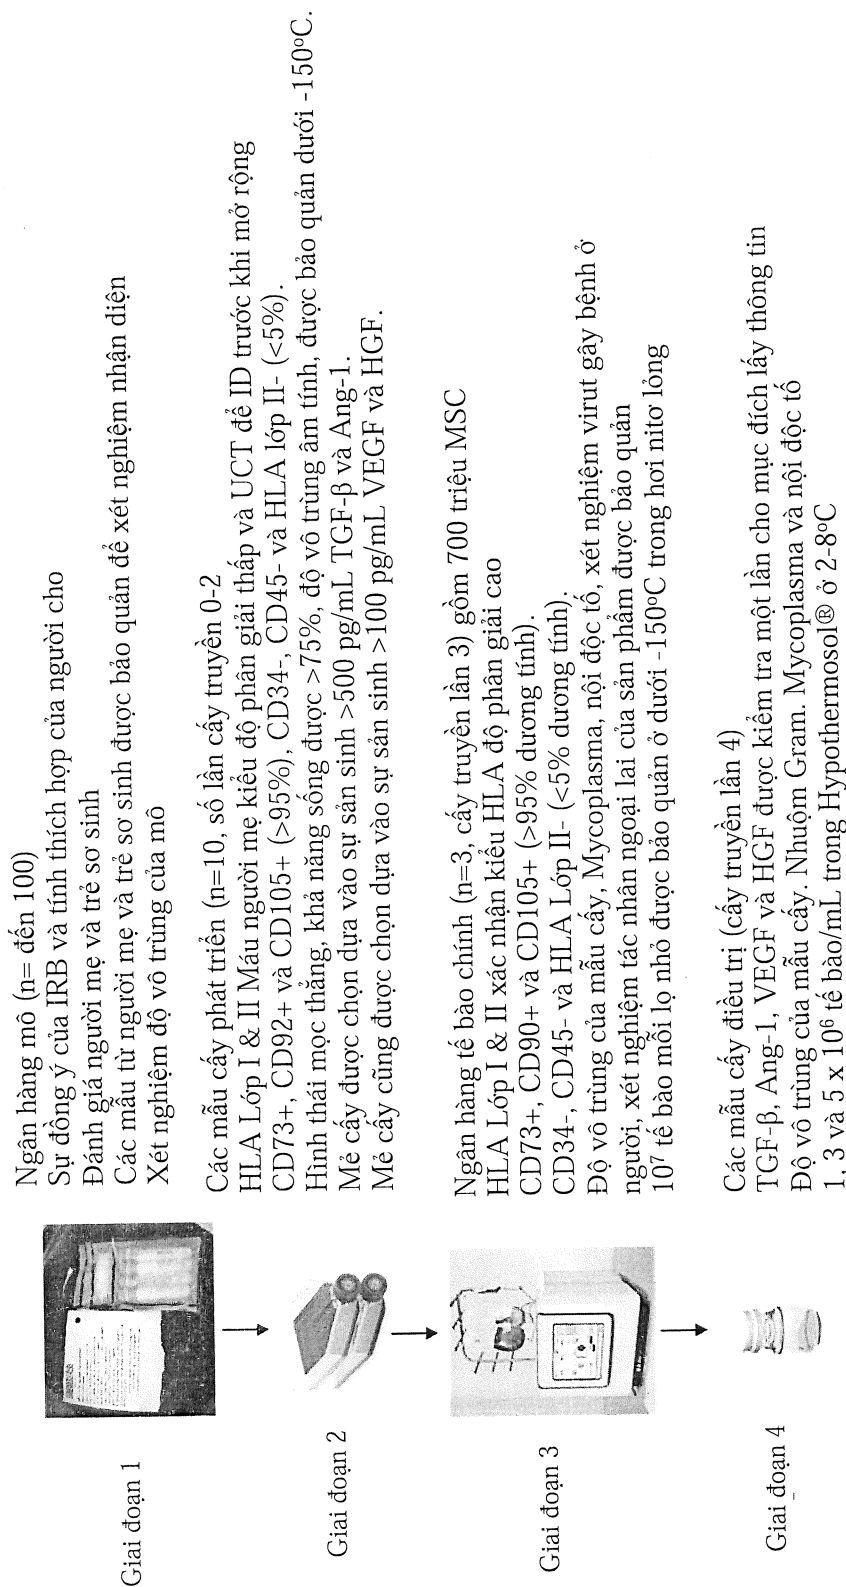 Giai đoạn 1
Ngân hàng mô (n= đến 100)
Sự đồng ý của IRB và tính thích hợp của người cho
Đánh giá người mẹ và trẻ sơ sinh
Các mẫu từ người mẹ và trẻ sơ sinh được bảo quản để xét nghiệm nhận diện
Xét nghiệm độ vô trùng của mô
Giai đoạn 2
Các mẫu cấy phát triển (n=10, số lần cấy truyền 0-2
HLA Lớp I & II Máu người mẹ kiểu độ phân giải thấp và UCT để ID trước khi mở rộng
CD73+, CD92+ và CD105+ (>95%), CD34-, CD45- và HLA lớp II- (<5%).
Hình thái mọc thẳng, khả năng sống được >75%, độ vô trùng âm tính, được bảo quản dưới -150ºC.
Mẻ cấy được chọn dựa vào sự sản sinh >500 pg/mL TGF-β và Ang-1.
Mẻ cấy cũng được chọn dựa vào sự sản sinh >100 pg/mL VEGF và HGF.
Giai đoạn 3
Ngân hàng tế bào chính (n=3, cấy truyền lần 3) gồm 700 triệu MSC
HLA Lớp I & II xác nhận kiểu HLA độ phân giải cao
CD73+, CD90+ và CD105+ (>95% dương tính).
CD34-, CD45- và HLA Lớp II- (<5% dương tính).
Độ vô trùng của mẫu cấy, Mycoplasma, nội độc tố, xét nghiệm virut gây bệnh ở
người, xét nghiệm tác nhân ngoại lai của sản phẩm được bảo quản
10⁷ tế bào mỗi lọ nhỏ được bảo quản ở dưới -150ºC trong hơi nitơ lỏng
Giai đoạn 4
Các mẫu cấy điều trị (cấy truyền lần 4)
TGF-β, Ang-1, VEGF và HGF được kiểm tra một lần cho mục đích lấy thông tin
Độ vô trùng của mẫu cấy. Nhuộm Gram. Mycoplasma và nội độc tố
1, 3 và 5 x 10⁶ tế bào/mL trong Hypothermosol® ở 2-8ºC